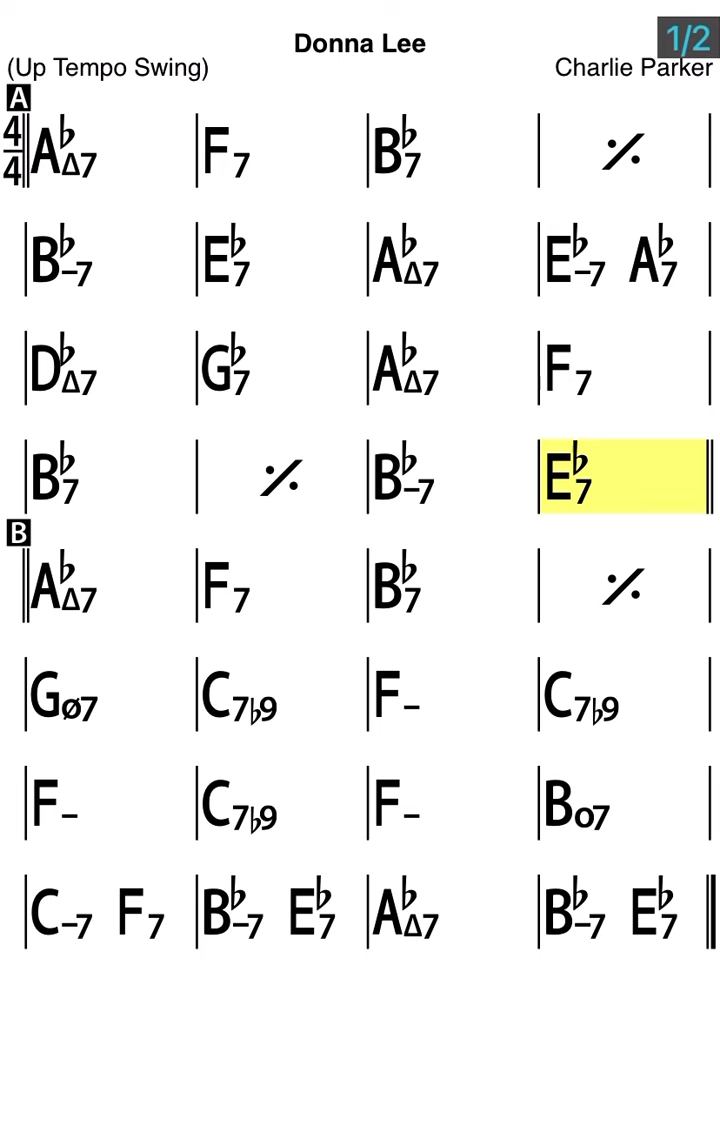 Donna Lee
1/2
(Up Tempo Swing)
Charlie Parker
A
4/4 A♭Δ7 F7 B♭7 𝄎
B♭–7 E♭7 A♭Δ7 E♭–7 A♭7
D♭Δ7 G♭7 A♭Δ7 F7
B♭7 𝄎 B♭–7 E♭7
B
A♭Δ7 F7 B♭7 𝄎
Gø7 C7♭9 F– C7♭9
F– C7♭9 F– Bo7
C–7 F7 B♭–7 E♭7 A♭Δ7 B♭–7 E♭7